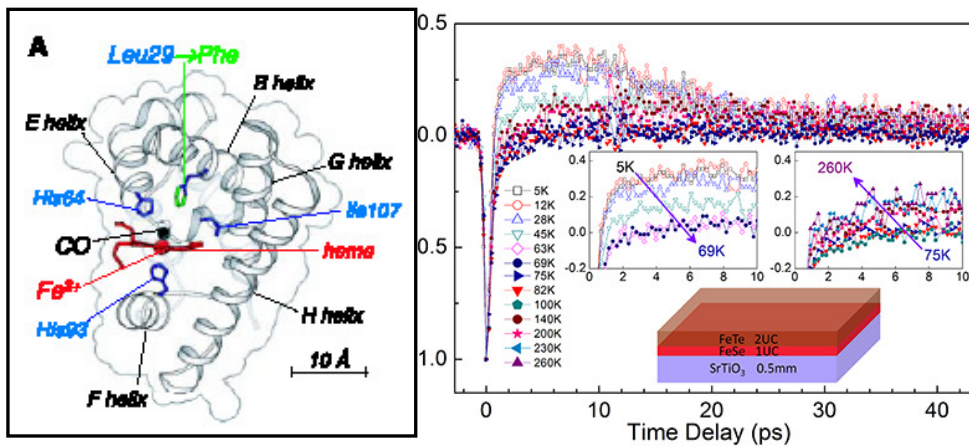 A
Leu29→Phe
B helix
E helix
G helix
His64
Ile107
CO
heme
Fe²⁺
His93
H helix
F helix
10 Å
0.5
0.0
0.5
1.0
0 10 20 30 40
Time Delay (ps)
5K
12K
28K
45K
63K
69K
75K
82K
100K
140K
200K
230K
260K
0.4
0.2
0.0
-0.2
2 4 6 8 10
5K
69K
0.4
0.2
0.0
-0.2
2 4 6 8 10
260K
75K
FeTe 2UC
FeSe 1UC
SrTiO₃ 0.5mm